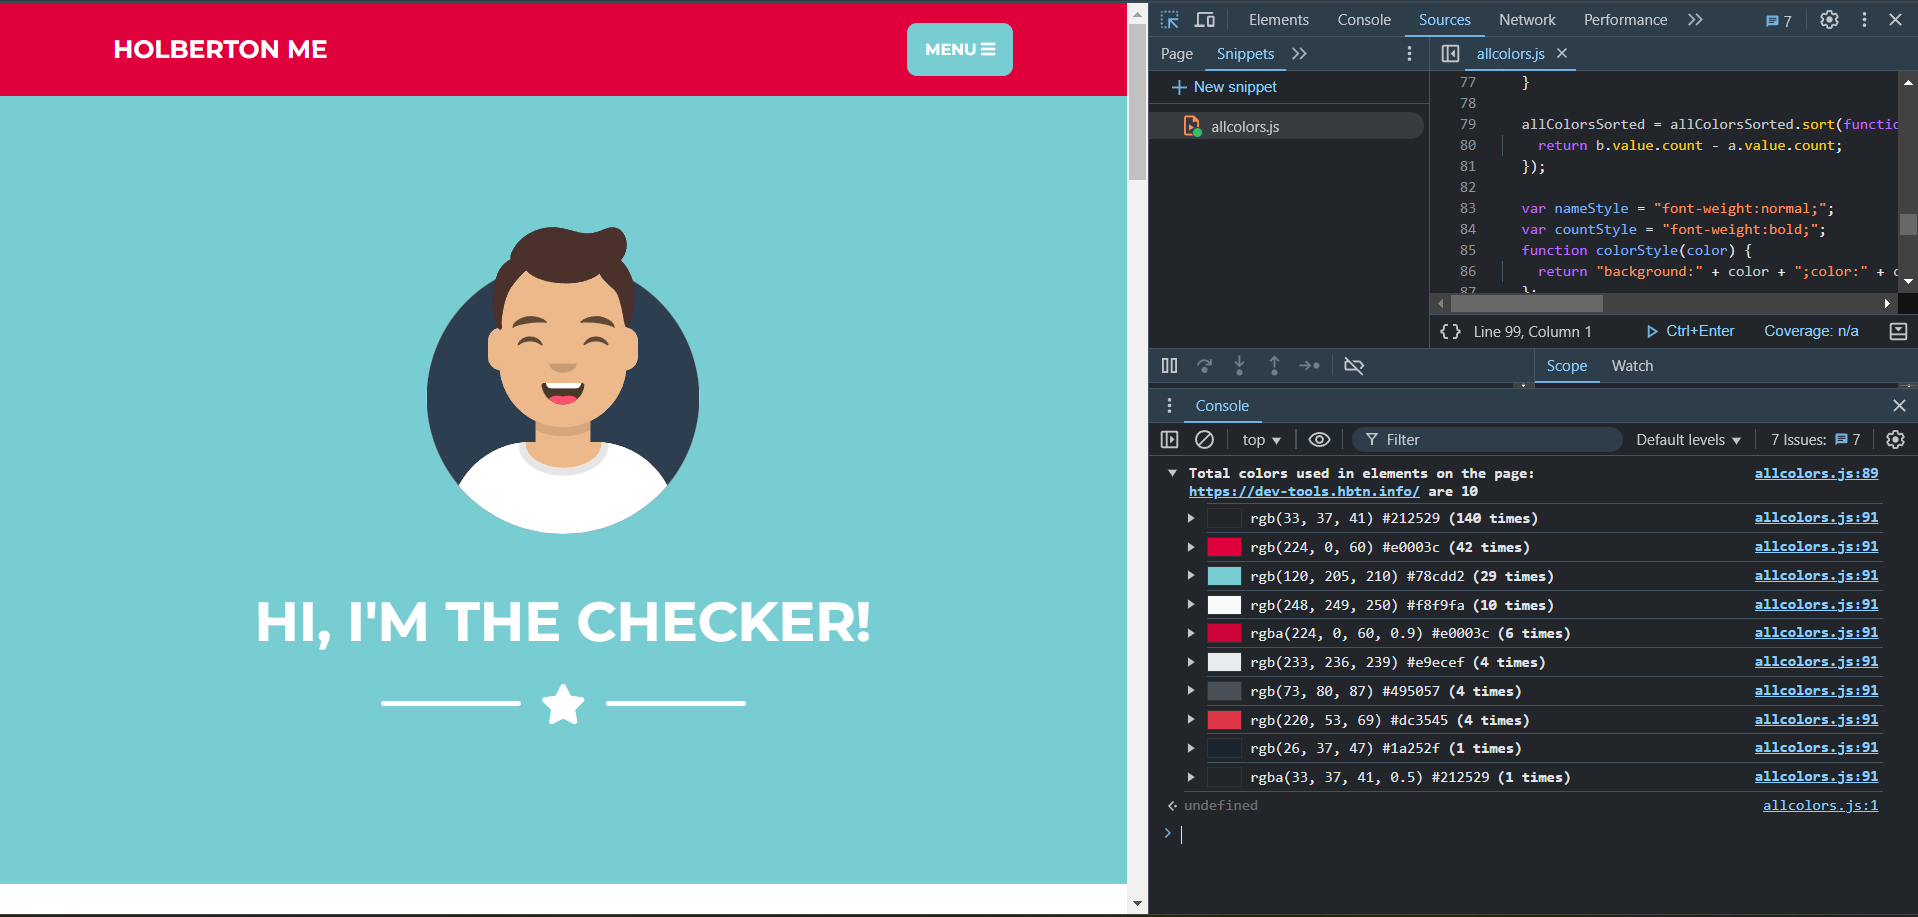 HOLBERTON ME
MENU
HI, I'M THE CHECKER!
Elements Console Sources Network Performance 7
Page Snippets
New snippet
allcolors.js
allcolors.js
77 }
78
79 allColorsSorted = allColorsSorted.sort(functio
80 return b.value.count - a.value.count;
81 });
82
83 var nameStyle = "font-weight:normal;";
84 var countStyle = "font-weight:bold;";
85 function colorStyle(color) {
86 return "background:" + color + ";color:" + c
87 };
{ } Line 99, Column 1 Ctrl+Enter Coverage: n/a
Scope Watch
Console
top Filter Default levels 7 Issues: 7
Total colors used in elements on the page: allcolors.js:89
https://dev-tools.hbtn.info/ are 10
rgb(33, 37, 41) #212529 (140 times) allcolors.js:91
rgb(224, 0, 60) #e0003c (42 times) allcolors.js:91
rgb(120, 205, 210) #78cdd2 (29 times) allcolors.js:91
rgb(248, 249, 250) #f8f9fa (10 times) allcolors.js:91
rgba(224, 0, 60, 0.9) #e0003c (6 times) allcolors.js:91
rgb(233, 236, 239) #e9ecef (4 times) allcolors.js:91
rgb(73, 80, 87) #495057 (4 times) allcolors.js:91
rgb(220, 53, 69) #dc3545 (4 times) allcolors.js:91
rgb(26, 37, 47) #1a252f (1 times) allcolors.js:91
rgba(33, 37, 41, 0.5) #212529 (1 times) allcolors.js:91
undefined allcolors.js:1